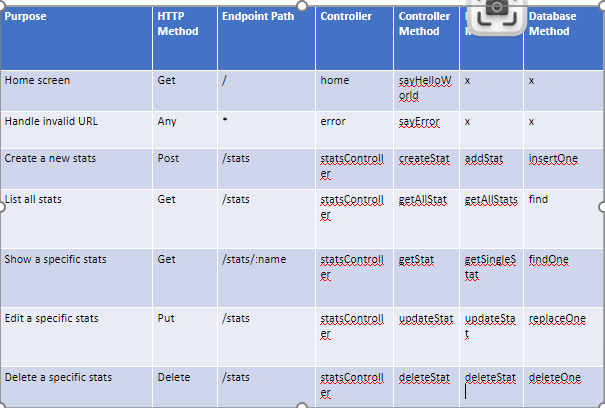 Purpose HTTP Method Endpoint Path Controller Controller Method Database Method
Home screen Get / home sayHelloWorld x x
Handle invalid URL Any * error sayError x x
Create a new stats Post /stats statsController createStat addStat insertOne
List all stats Get /stats statsController getAllStat getAllStats find
Show a specific stats Get /stats/:name statsController getStat getSingleStat findOne
Edit a specific stats Put /stats statsController updateStat updateStat replaceOne
Delete a specific stats Delete /stats statsController deleteStat deleteStat deleteOne